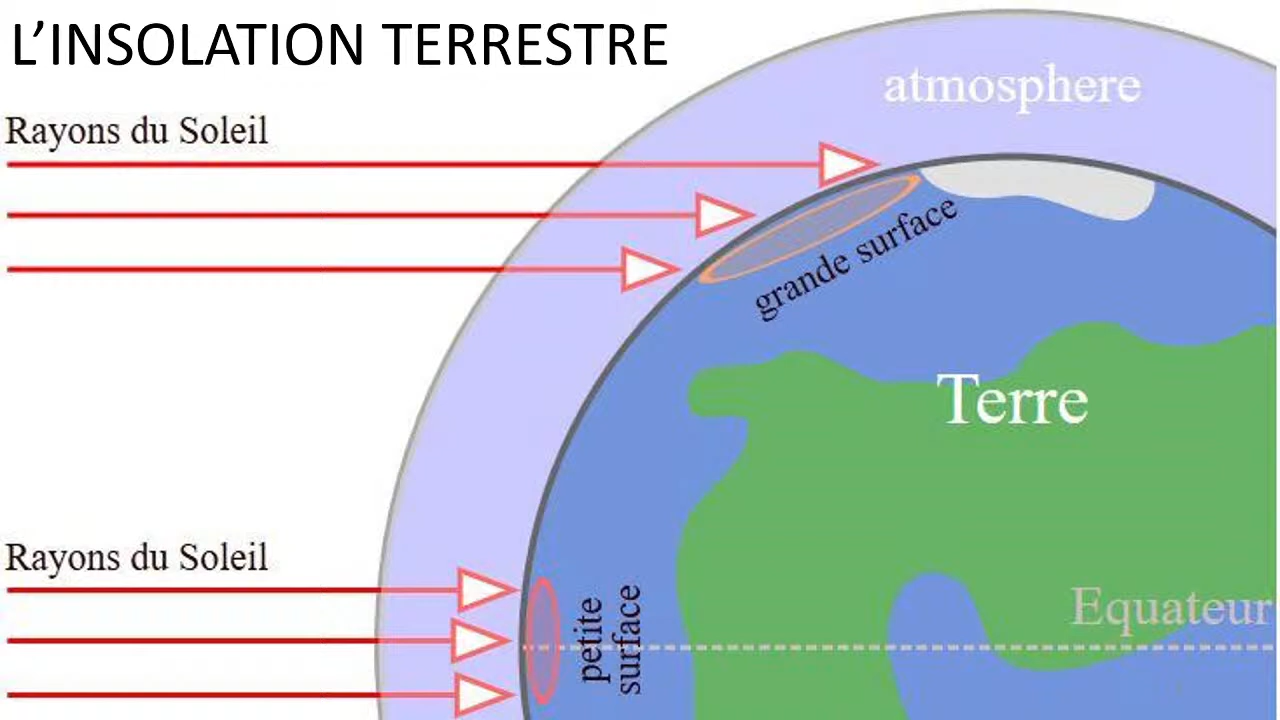 L’INSOLATION TERRESTRE
atmosphere
Rayons du Soleil
grande surface
Terre
Rayons du Soleil
petite
surface
Equateur